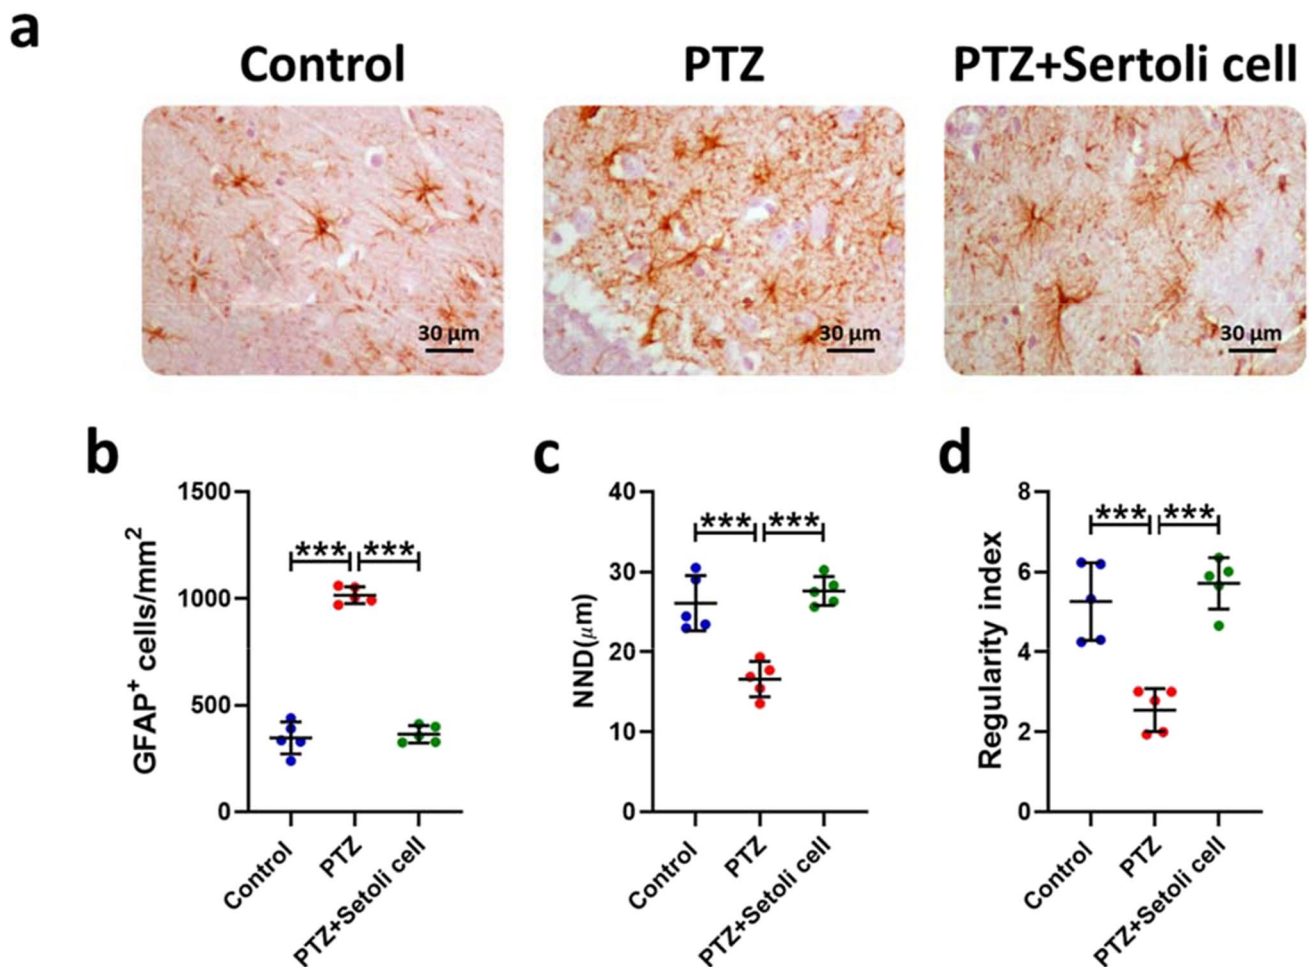 a
Control
PTZ
PTZ+Sertoli cell
30 µm
30 µm
30 µm
b
GFAP+ cells/mm2
1500
1000
500
0
***
***
Control
PTZ
PTZ+Setoli cell
c
NND(µm)
40
30
20
10
0
***
***
Control
PTZ
PTZ+Setoli cell
d
Regularity index
8
6
4
2
0
***
***
Control
PTZ
PTZ+Setoli cell